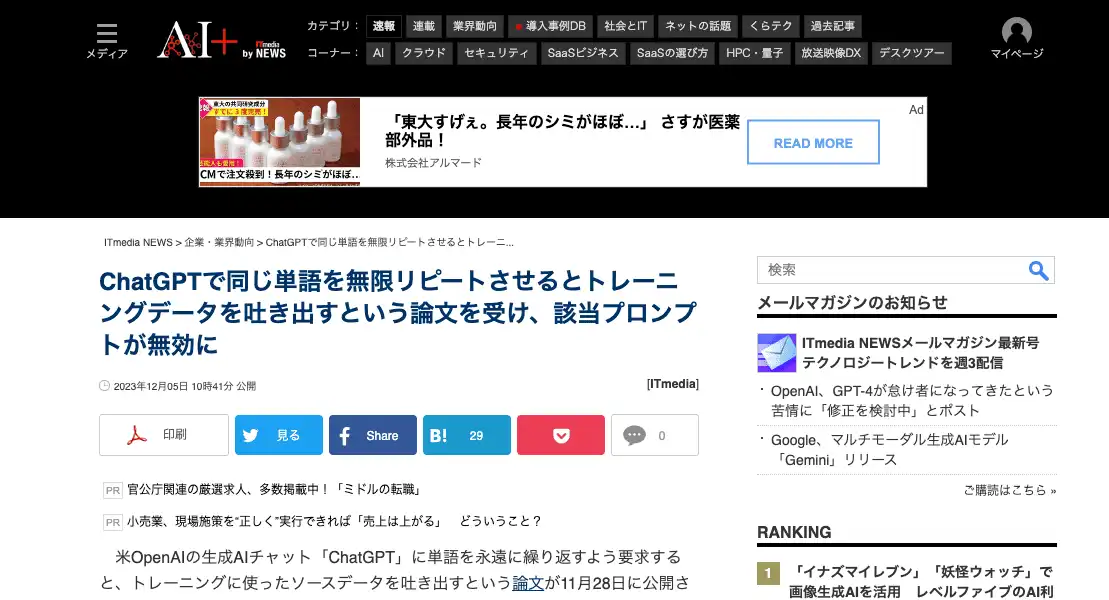 メディア
AI+ by ITmedia NEWS
カテゴリ： 速報 連載 業界動向 導入事例DB 社会とIT ネットの話題 くらテク 過去記事
コーナー： AI クラウド セキュリティ SaaSビジネス SaaSの選び方 HPC・量子 放送映像DX デスクツアー
マイページ
東大の共同研究成分
すでに3度完売！
芸能人も愛用！
CMで注文殺到！長年のシミがほぼ…
「東大すげぇ。長年のシミがほぼ…」 さすが医薬
部外品！
株式会社アルマード
READ MORE
Ad
ITmedia NEWS > 企業・業界動向 > ChatGPTで同じ単語を無限リピートさせるとトレーニ...
ChatGPTで同じ単語を無限リピートさせるとトレーニ
ングデータを吐き出すという論文を受け、該当プロンプ
トが無効に
2023年12月05日 10時41分 公開
[ITmedia]
印刷 見る Share B! 29 0
PR 官公庁関連の厳選求人、多数掲載中！「ミドルの転職」
PR 小売業、現場施策を“正しく”実行できれば「売上は上がる」　どういうこと？
　米OpenAIの生成AIチャット「ChatGPT」に単語を永遠に繰り返すよう要求する
と、トレーニングに使ったソースデータを吐き出すという論文が11月28日に公開さ
検索
メールマガジンのお知らせ
ITmedia NEWSメールマガジン最新号
テクノロジートレンドを週3配信
・OpenAI、GPT-4が怠け者になってきたという
苦情に「修正を検討中」とポスト
・Google、マルチモーダル生成AIモデル
「Gemini」リリース
ご購読はこちら »
RANKING
1 「イナズマイレブン」「妖怪ウォッチ」で
画像生成AIを活用　レベルファイブのAI利